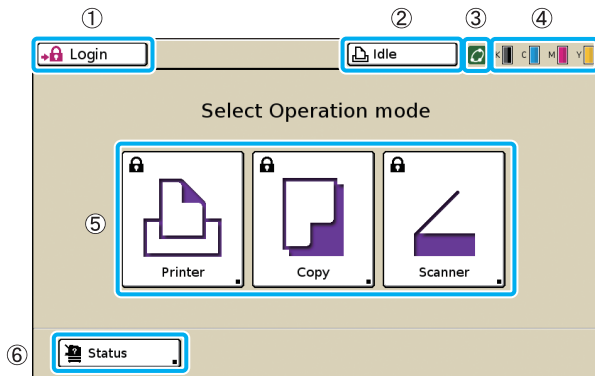 ① ② ③ ④
Login Idle K C M Y
Select Operation mode
⑤ Printer Copy Scanner
⑥ Status